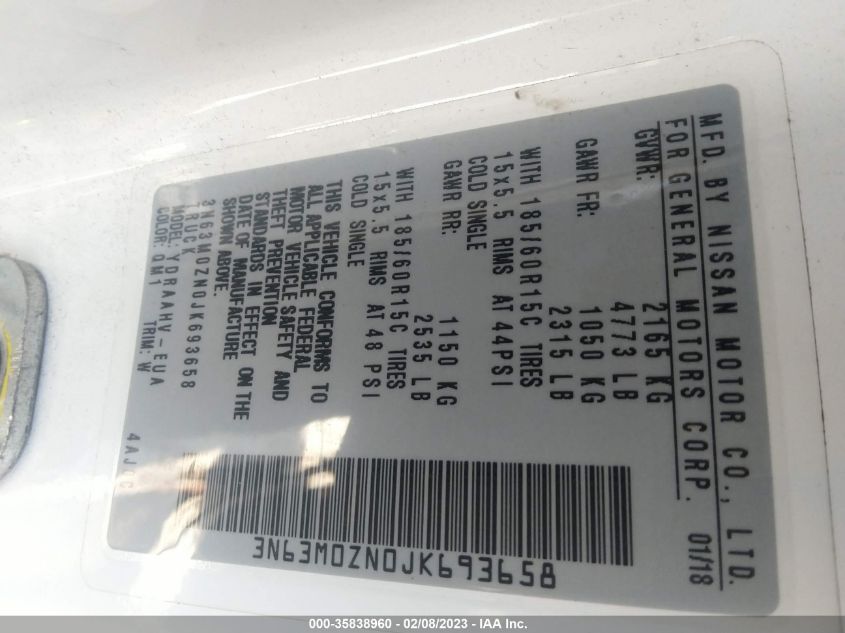 MFD. BY NISSAN MOTOR CO., LTD.
FOR GENERAL MOTORS CORP. 01/18
GVWR: 2165 KG
4773 LB
GAWR FR: 1050 KG
2315 LB
WITH 185/60R15C TIRES
15x5.5 RIMS AT 44PSI
COLD SINGLE
GAWR RR: 1150 KG
2535 LB
WITH 185/60R15C TIRES
15x5.5 RIMS AT 48 PSI
COLD SINGLE
THIS VEHICLE CONFORMS TO
ALL APPLICABLE FEDERAL
MOTOR VEHICLE SAFETY AND
THEFT PREVENTION
STANDARDS IN EFFECT ON THE
DATE OF MANUFACTURE
SHOWN ABOVE.
3N63M0ZN0JK693658
TRUCK
MODEL: YDRAAHV-EUA
COLOR: QM1 TRIM: W
3N63M0ZN0JK693658
000-35838960 - 02/08/2023 - IAA Inc.